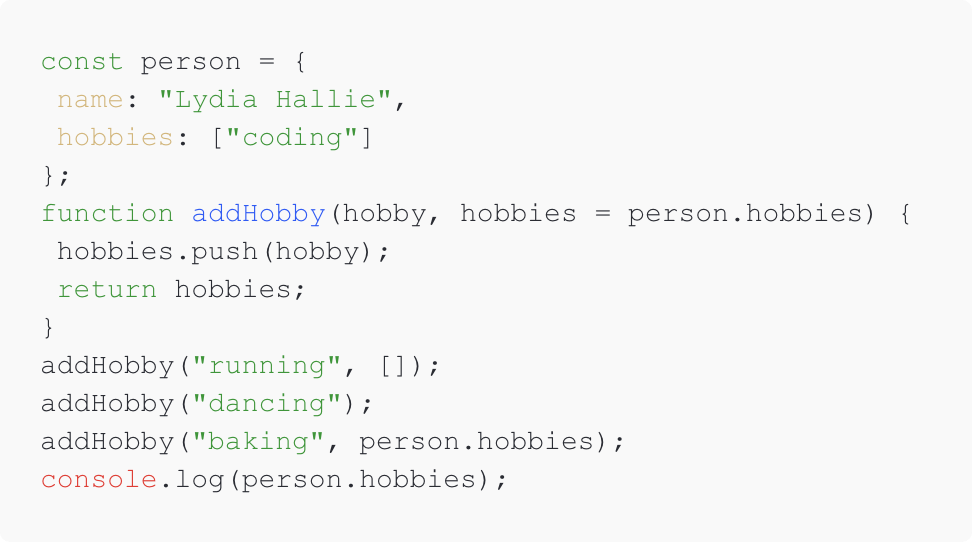 const person = {
 name: "Lydia Hallie",
 hobbies: ["coding"]
};
function addHobby(hobby, hobbies = person.hobbies) {
 hobbies.push(hobby);
 return hobbies;
}
addHobby("running", []);
addHobby("dancing");
addHobby("baking", person.hobbies);
console.log(person.hobbies);